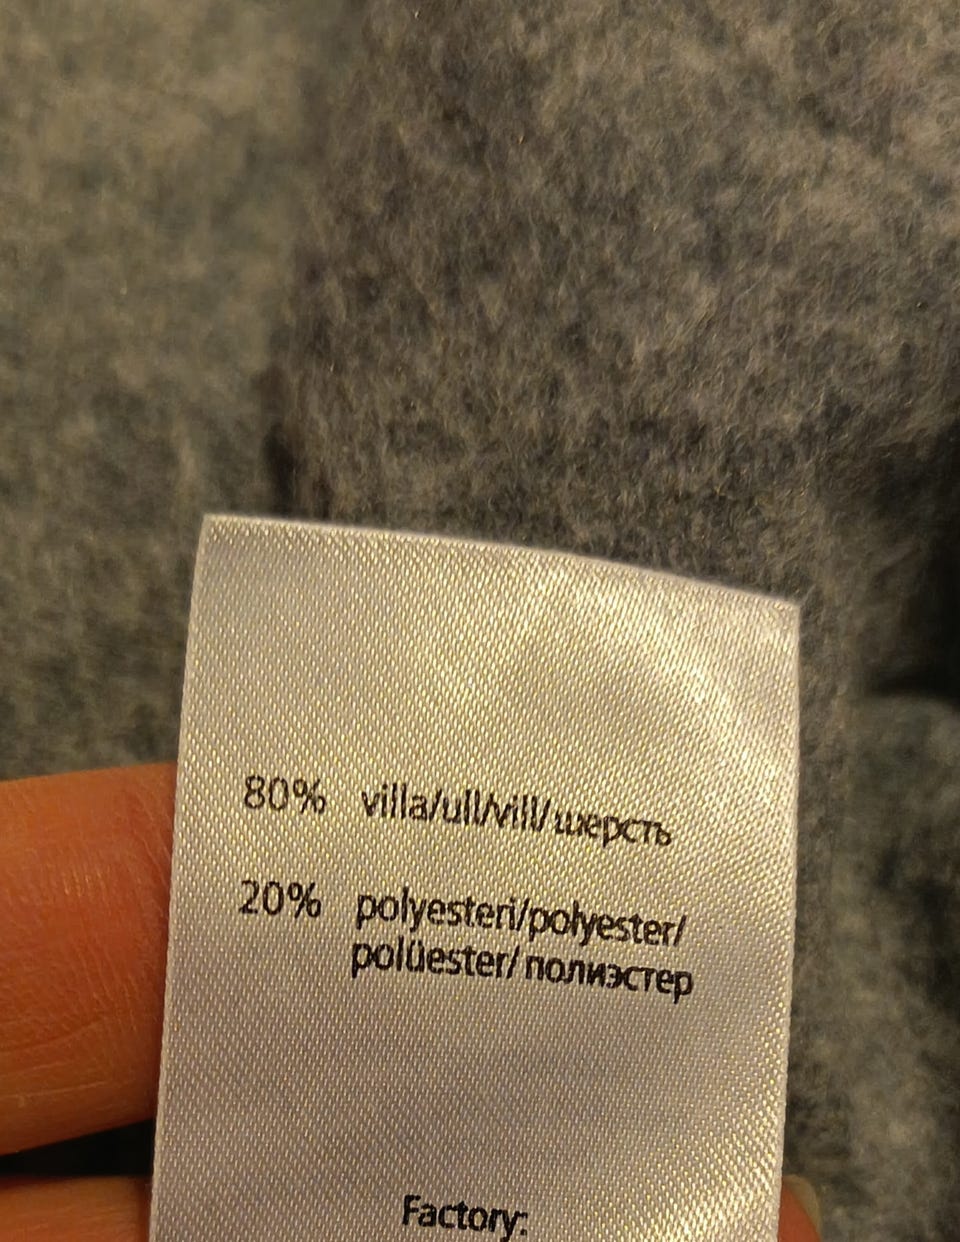 80% villa/ull/vill/шерсть
20% polyesteri/polyester/
polüester/полиэстер
Factory: